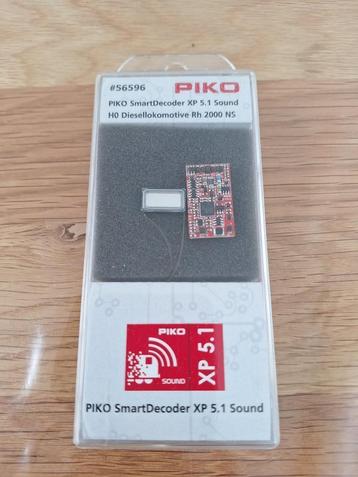 #56596 PIKO
PIKO SmartDecoder XP 5.1 Sound
H0 Diesellokomotive Rh 2000 NS
PIKO
SOUND
XP 5.1
PIKO SmartDecoder XP 5.1 Sound